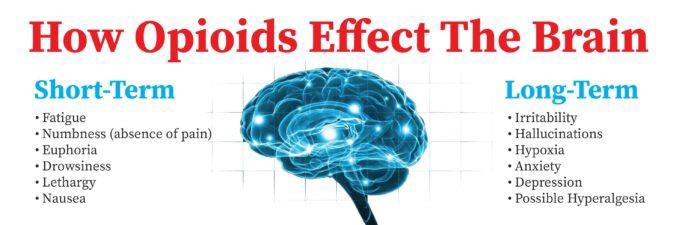 How Opioids Effect The Brain
Short-Term
• Fatigue
• Numbness (absence of pain)
• Euphoria
• Drowsiness
• Lethargy
• Nausea
Long-Term
• Irritability
• Hallucinations
• Hypoxia
• Anxiety
• Depression
• Possible Hyperalgesia